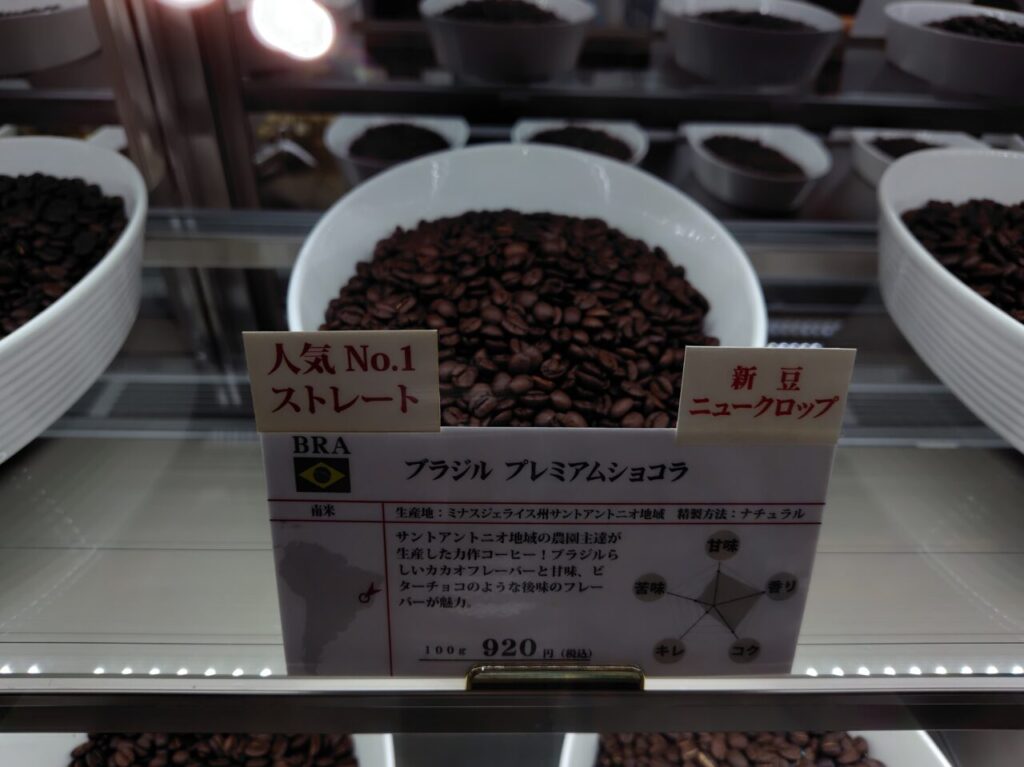 人気 No.1
ストレート
新 豆
ニュークロップ
BRA
ブラジル プレミアムショコラ
南米
生産地：ミナスジェライス州サントアントニオ地域 精製方法：ナチュラル
サントアントニオ地域の農園主達が
生産した力作コーヒー！ブラジルら
しいカカオフレーバーと甘味、ビ
ターチョコのような後味のフレー
バーが魅力。
甘味
苦味
香り
キレ
コク
100g 920円（税込）